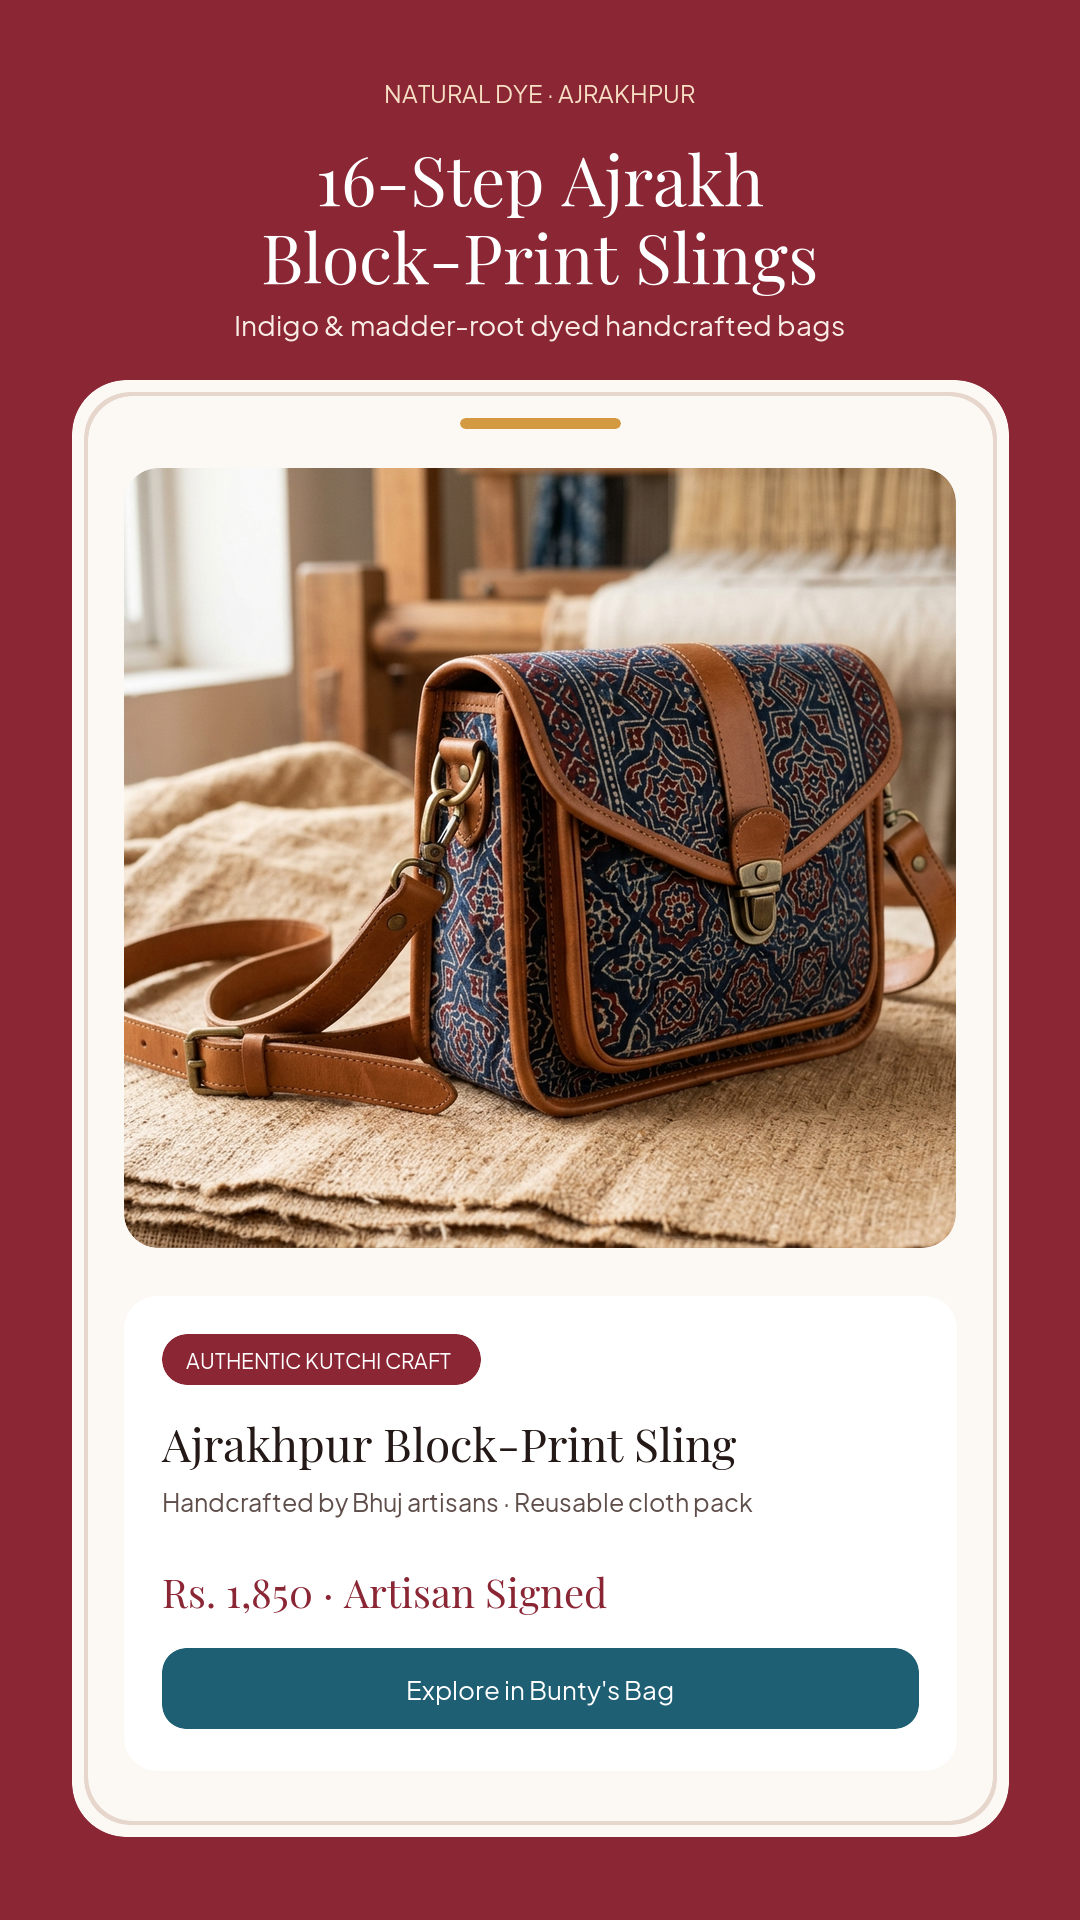 NATURAL DYE · AJRAKHPUR
16-Step Ajrakh
Block-Print Slings
Indigo & madder-root dyed handcrafted bags
AUTHENTIC KUTCHI CRAFT
Ajrakhpur Block-Print Sling
Handcrafted by Bhuj artisans · Reusable cloth pack
Rs. 1,850 · Artisan Signed
Explore in Bunty's Bag